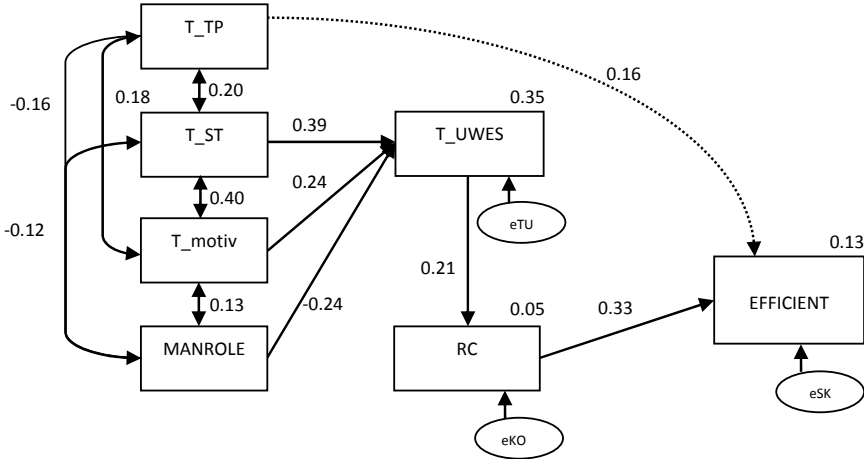 T_TP
0.16
-0.16
0.18
0.20
0.35
T_ST
0.39
T_UWES
0.24
0.40
-0.12
eTU
0.13
T_motiv
0.21
0.13
-0.24
0.05
0.33
EFFICIENT
MANROLE
RC
eSK
eKO